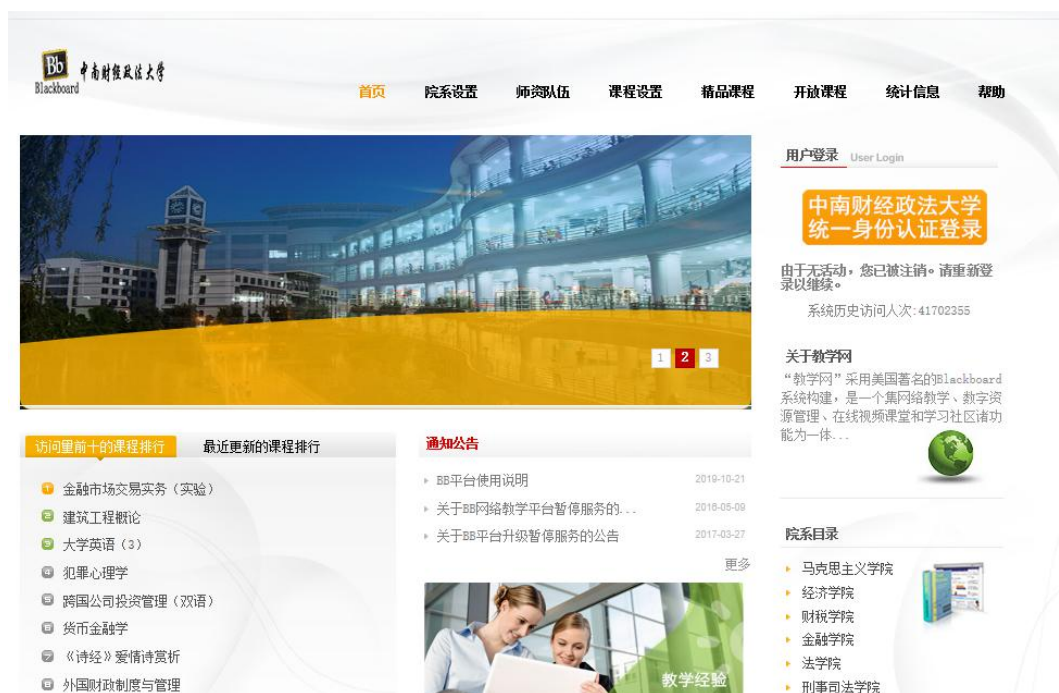 Bb
Blackboard
中南财经政法大学
首页 院系设置 师资队伍 课程设置 精品课程 开放课程 统计信息 帮助
1 2 3
用户登录 User Login
中南财经政法大学
统一身份认证登录
由于无活动，您已被注销。请重新登
录以继续。
系统历史访问人次:41702355
关于教学网
“教学网”采用美国著名的Blackboard
系统构建，是一个集网络教学、数字资
源管理、在线视频课堂和学习社区诸功
能为一体...
访问量前十的课程排行 最近更新的课程排行
1 金融市场交易实务（实验）
2 建筑工程概论
3 大学英语（3）
4 犯罪心理学
5 跨国公司投资管理（双语）
6 货币金融学
7 《诗经》爱情诗赏析
8 外国财政制度与管理
通知公告
BB平台使用说明 2019-10-21
关于BB网络教学平台暂停服务的... 2018-05-09
关于BB平台升级暂停服务的公告 2017-03-27
更多
教学经验
院系目录
马克思主义学院
经济学院
财税学院
金融学院
法学院
刑事司法学院